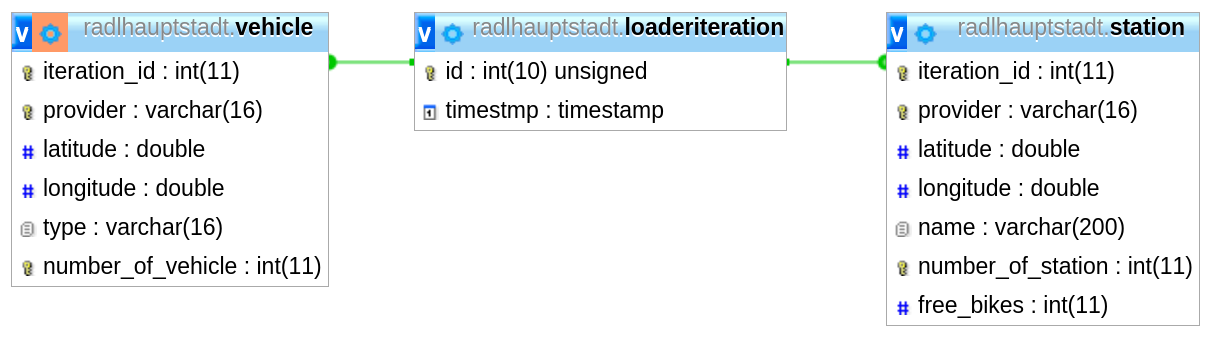 v radlhauptstadt.vehicle
iteration_id : int(11)
provider : varchar(16)
latitude : double
longitude : double
type : varchar(16)
number_of_vehicle : int(11)
v radlhauptstadt.loaderiteration
id : int(10) unsigned
timestmp : timestamp
v radlhauptstadt.station
iteration_id : int(11)
provider : varchar(16)
latitude : double
longitude : double
name : varchar(200)
number_of_station : int(11)
free_bikes : int(11)